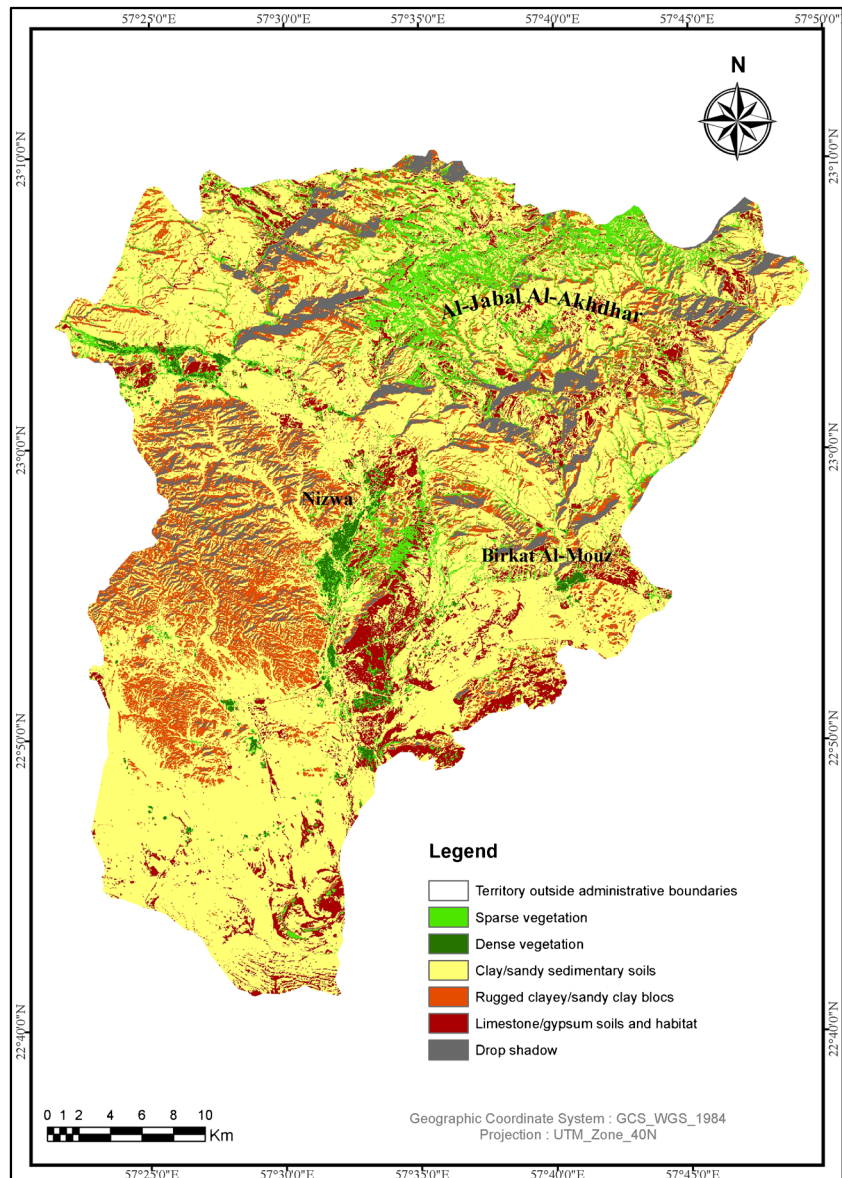 57°25'0"E 57°30'0"E 57°35'0"E 57°40'0"E 57°45'0"E 57°50'0"E
N
23°10'0"N 23°10'0"N
Al-Jabal Al-Akhdhar
23°0'0"N 23°0'0"N
Nizwa
Birkat Al-Mouz
22°50'0"N 22°50'0"N
Legend
Territory outside administrative boundaries
Sparse vegetation
Dense vegetation
Clay/sandy sedimentary soils
Rugged clayey/sandy clay blocs
Limestone/gypsum soils and habitat
Drop shadow
22°40'0"N 22°40'0"N
0 1 2 4 6 8 10
Km
Geographic Coordinate System : GCS_WGS_1984
Projection : UTM_Zone_40N
57°25'0"E 57°30'0"E 57°35'0"E 57°40'0"E 57°45'0"E